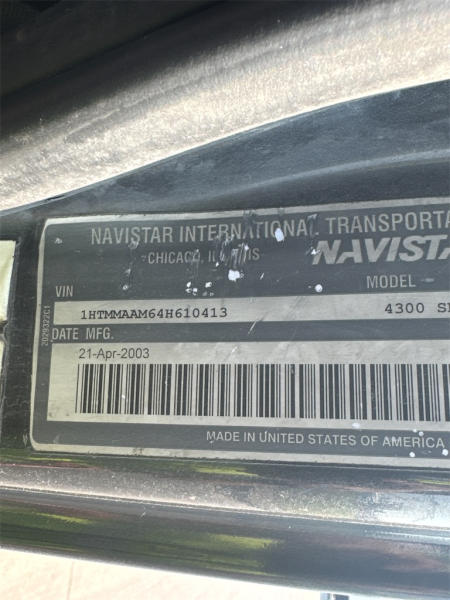 NAVISTAR INTERNATIONAL TRANSPORTA
CHICAGO, ILLINOIS
NAVISTA
VIN
MODEL
1HTMMAAM64H610413
4300 S
DATE MFG.
21-Apr-2003
MADE IN UNITED STATES OF AMERICA
2029322C1